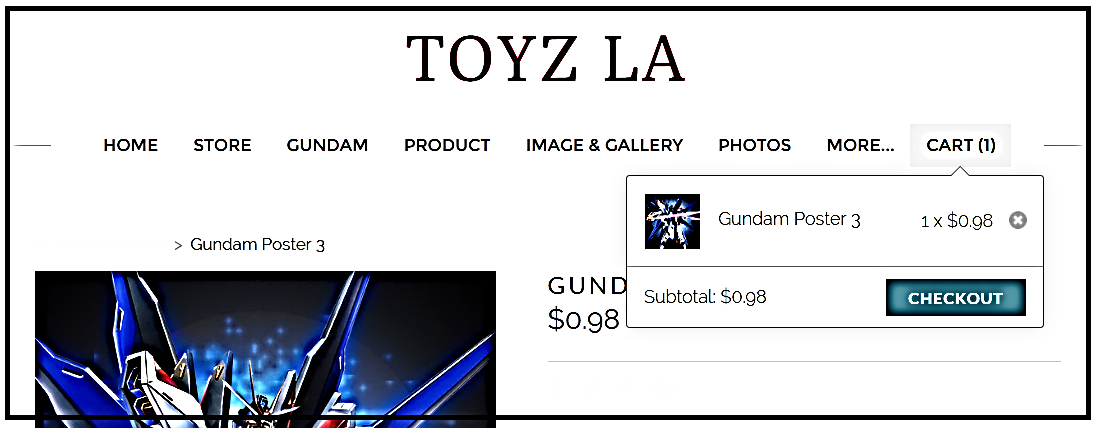 TOYZ LA
HOME STORE GUNDAM PRODUCT IMAGE & GALLERY PHOTOS MORE... CART (1)
Gundam Poster 3 1 x $0.98
> Gundam Poster 3
Subtotal: $0.98 CHECKOUT
GUND
$0.98